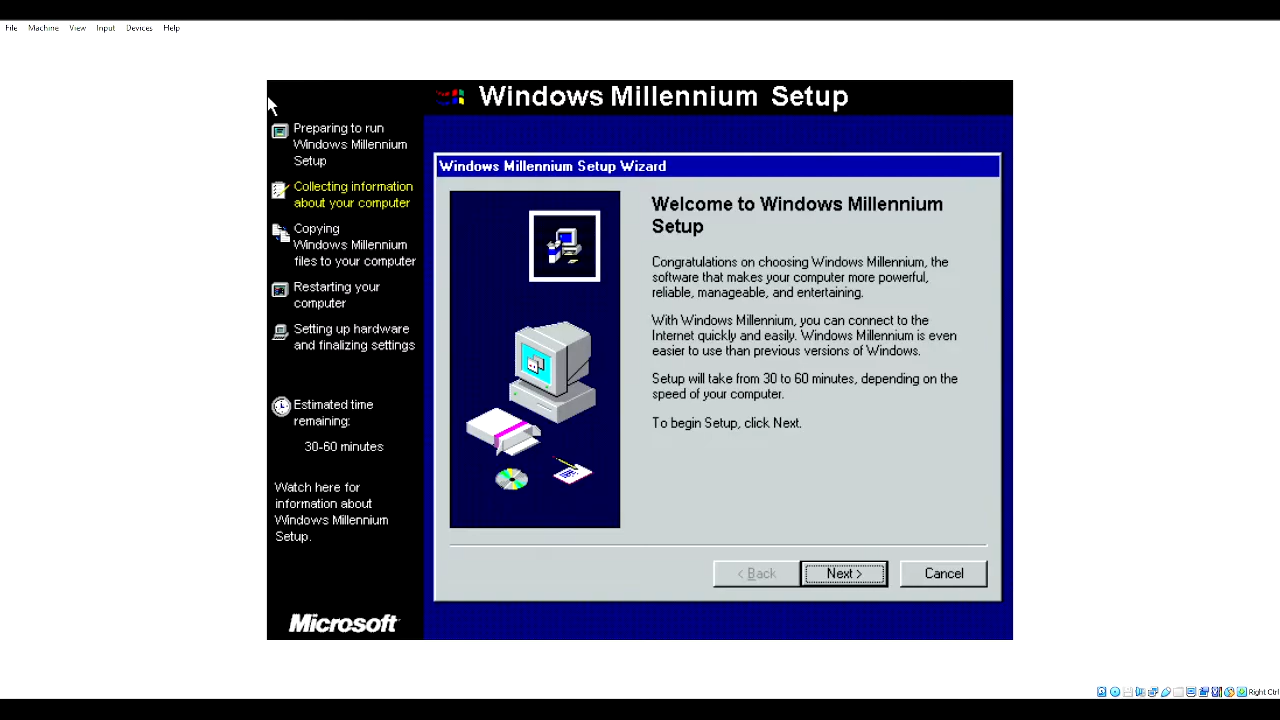 File Machine View Input Devices Help
Windows Millennium Setup
Preparing to run
Windows Millennium
Setup
Collecting information
about your computer
Copying
Windows Millennium
files to your computer
Restarting your
computer
Setting up hardware
and finalizing settings
Estimated time
remaining:
30-60 minutes
Watch here for
information about
Windows Millennium
Setup.
Microsoft
Windows Millennium Setup Wizard
Welcome to Windows Millennium
Setup
Congratulations on choosing Windows Millennium, the
software that makes your computer more powerful,
reliable, manageable, and entertaining.
With Windows Millennium, you can connect to the
Internet quickly and easily. Windows Millennium is even
easier to use than previous versions of Windows.
Setup will take from 30 to 60 minutes, depending on the
speed of your computer.
To begin Setup, click Next.
< Back
Next >
Cancel
Right Ctrl